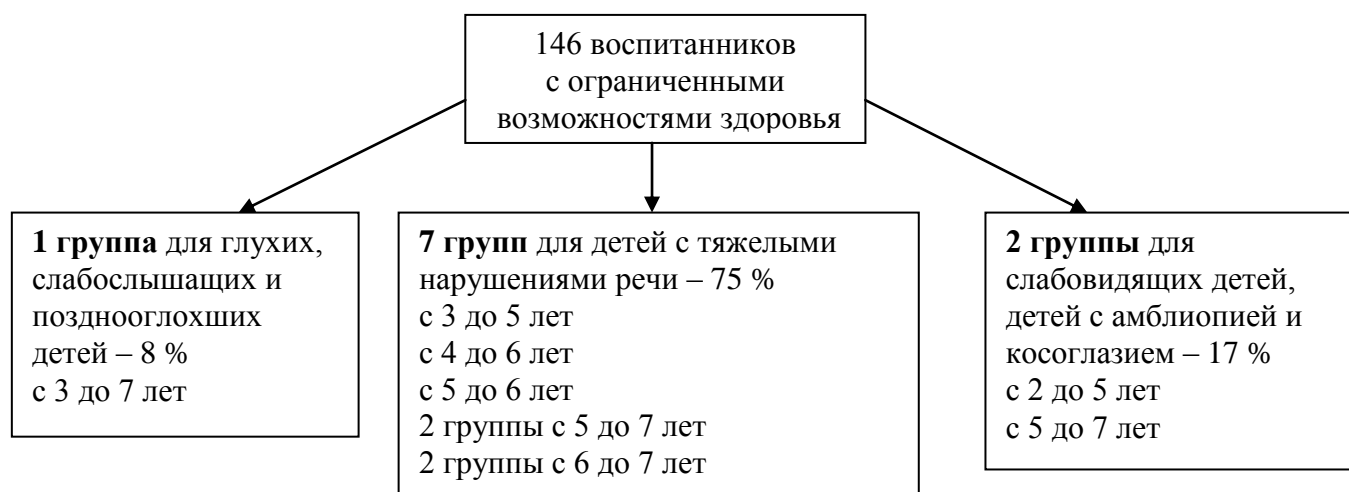 146 воспитанников
с ограниченными
возможностями здоровья
1 группа для глухих,
слабослышащих и
позднооглохших
детей – 8 %
с 3 до 7 лет
7 групп для детей с тяжелыми
нарушениями речи – 75 %
с 3 до 5 лет
с 4 до 6 лет
с 5 до 6 лет
2 группы с 5 до 7 лет
2 группы с 6 до 7 лет
2 группы для
слабовидящих детей,
детей с амблиопией и
косоглазием – 17 %
с 2 до 5 лет
с 5 до 7 лет